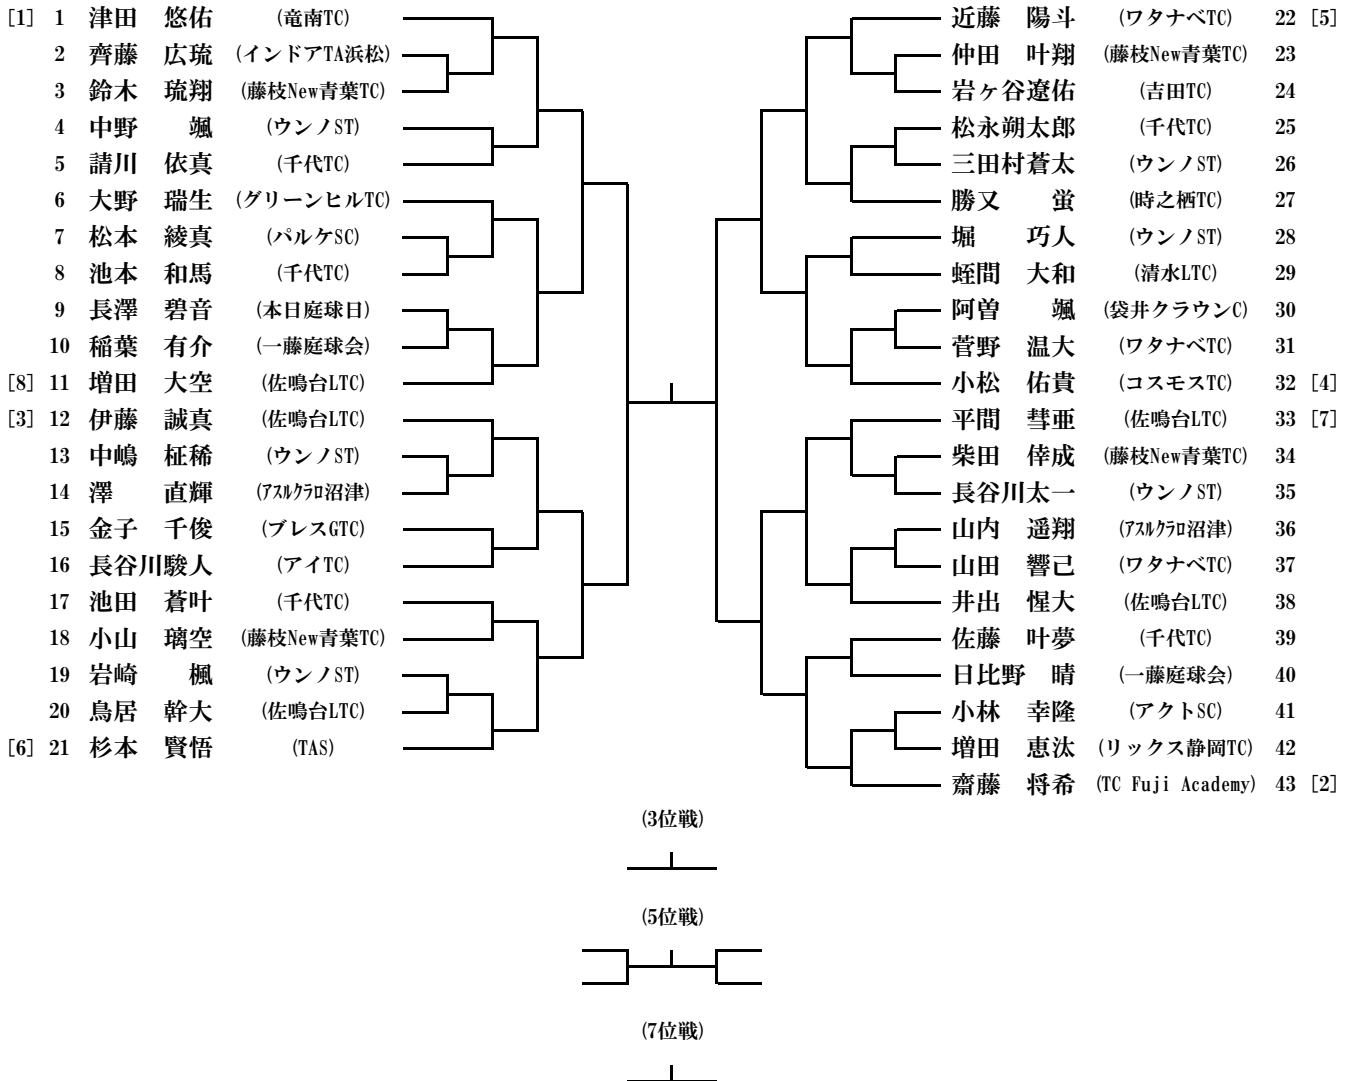 [1] 1 津田 悠佑 (竜南TC)
2 齊藤 広琉 (インドアTA浜松)
3 鈴木 琉翔 (藤枝New青葉TC)
4 中野 颯 (ウンノST)
5 請川 依真 (千代TC)
6 大野 瑞生 (グリーンヒルTC)
7 松本 綾真 (パルケSC)
8 池本 和馬 (千代TC)
9 長澤 碧音 (本日庭球日)
10 稲葉 有介 (一藤庭球会)
[8] 11 増田 大空 (佐鳴台LTC)
[3] 12 伊藤 誠真 (佐鳴台LTC)
13 中嶋 柾稀 (ウンノST)
14 澤 直輝 (ｱｽﾙｸﾗﾛ沼津)
15 金子 千俊 (ブレスGTC)
16 長谷川駿人 (アイTC)
17 池田 蒼叶 (千代TC)
18 小山 璃空 (藤枝New青葉TC)
19 岩崎 楓 (ウンノST)
20 鳥居 幹大 (佐鳴台LTC)
[6] 21 杉本 賢悟 (TAS)
近藤 陽斗 (ワタナベTC) 22 [5]
仲田 叶翔 (藤枝New青葉TC) 23
岩ヶ谷遼佑 (吉田TC) 24
松永朔太郎 (千代TC) 25
三田村蒼太 (ウンノST) 26
勝又 蛍 (時之栖TC) 27
堀 巧人 (ウンノST) 28
蛭間 大和 (清水LTC) 29
阿曽 颯 (袋井クラウンC) 30
菅野 温大 (ワタナベTC) 31
小松 佑貴 (コスモスTC) 32 [4]
平間 彗亜 (佐鳴台LTC) 33 [7]
柴田 倖成 (藤枝New青葉TC) 34
長谷川太一 (ウンノST) 35
山内 遥翔 (ｱｽﾙｸﾗﾛ沼津) 36
山田 響己 (ワタナベTC) 37
井出 惺大 (佐鳴台LTC) 38
佐藤 叶夢 (千代TC) 39
日比野 晴 (一藤庭球会) 40
小林 幸隆 (アクトSC) 41
増田 恵汰 (リックス静岡TC) 42
齋藤 将希 (TC Fuji Academy) 43 [2]
(3位戦)
(5位戦)
(7位戦)